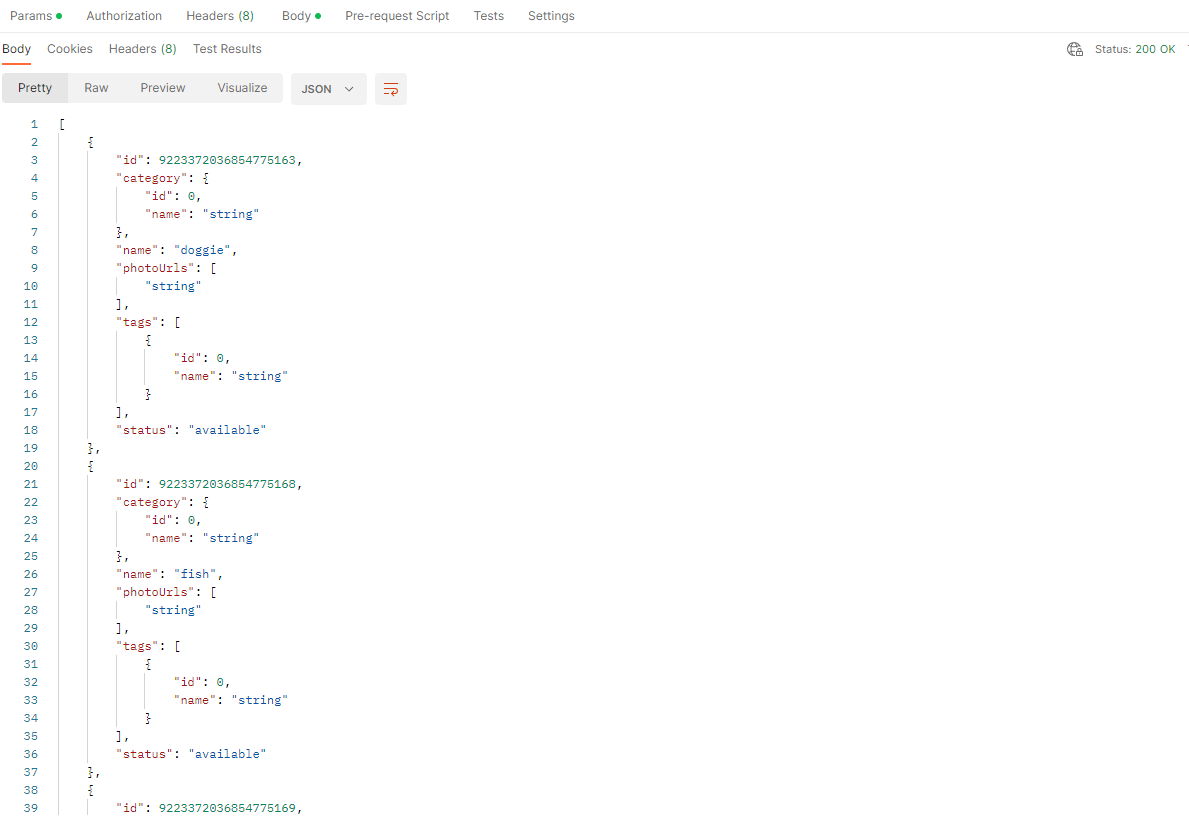 Params Authorization Headers (8) Body Pre-request Script Tests Settings
Body Cookies Headers (8) Test Results Status: 200 OK
Pretty Raw Preview Visualize JSON
1 [
2 {
3 "id": 9223372036854775163,
4 "category": {
5 "id": 0,
6 "name": "string"
7 },
8 "name": "doggie",
9 "photoUrls": [
10 "string"
11 ],
12 "tags": [
13 {
14 "id": 0,
15 "name": "string"
16 }
17 ],
18 "status": "available"
19 },
20 {
21 "id": 9223372036854775168,
22 "category": {
23 "id": 0,
24 "name": "string"
25 },
26 "name": "fish",
27 "photoUrls": [
28 "string"
29 ],
30 "tags": [
31 {
32 "id": 0,
33 "name": "string"
34 }
35 ],
36 "status": "available"
37 },
38 {
39 "id": 9223372036854775169,